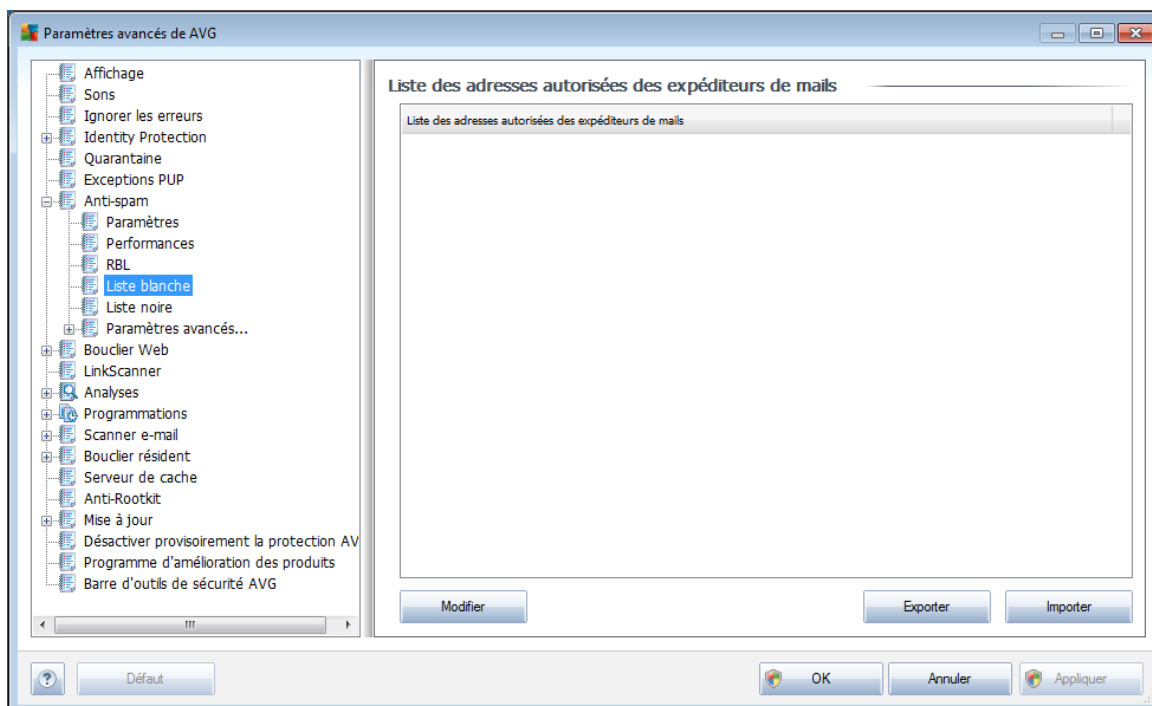 Paramètres avancés de AVG
Affichage
Sons
Ignorer les erreurs
Identity Protection
Quarantaine
Exceptions PUP
Anti-spam
Paramètres
Performances
RBL
Liste blanche
Liste noire
Paramètres avancés...
Bouclier Web
LinkScanner
Analyses
Programmations
Scanner e-mail
Bouclier résident
Serveur de cache
Anti-Rootkit
Mise à jour
Désactiver provisoirement la protection AV
Programme d'amélioration des produits
Barre d'outils de sécurité AVG
Liste des adresses autorisées des expéditeurs de mails
Liste des adresses autorisées des expéditeurs de mails
Modifier
Exporter
Importer
?
Défaut
OK
Annuler
Appliquer